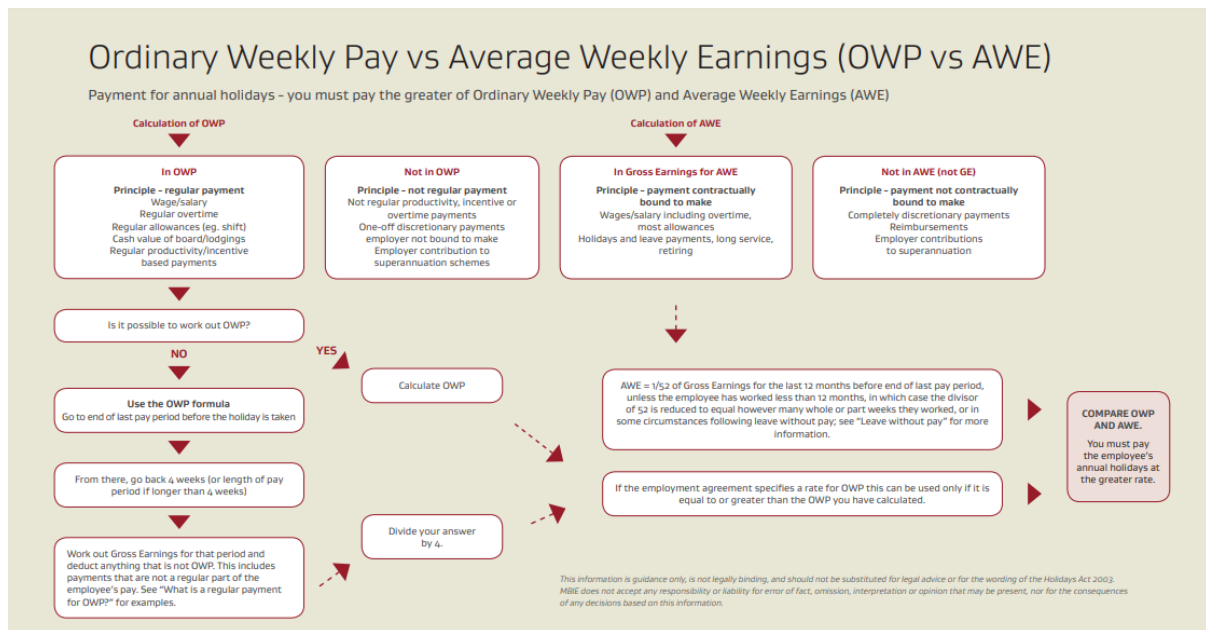 Ordinary Weekly Pay vs Average Weekly Earnings (OWP vs AWE)
Payment for annual holidays - you must pay the greater of Ordinary Weekly Pay (OWP) and Average Weekly Earnings (AWE)
Calculation of OWP
In OWP
Principle - regular payment
Wage/salary
Regular overtime
Regular allowances (eg. shift)
Cash value of board/lodgings
Regular productivity/incentive
based payments
Not in OWP
Principle - not regular payment
Not regular productivity, incentive or
overtime payments
One-off discretionary payments
employer not bound to make
Employer contribution to
superannuation schemes
Calculation of AWE
In Gross Earnings for AWE
Principle - payment contractually
bound to make
Wages/salary including overtime,
most allowances
Holidays and leave payments, long service,
retiring
Not in AWE (not GE)
Principle - payment not contractually
bound to make
Completely discretionary payments
Reimbursements
Employer contributions
to superannuation
Is it possible to work out OWP?
NO
YES
Use the OWP formula
Go to end of last pay period before the holiday is taken
From there, go back 4 weeks (or length of pay
period if longer than 4 weeks)
Work out Gross Earnings for that period and
deduct anything that is not OWP. This includes
payments that are not a regular part of the
employee's pay. See "What is a regular payment
for OWP?" for examples.
Calculate OWP
Divide your answer
by 4.
AWE = 1/52 of Gross Earnings for the last 12 months before end of last pay period,
unless the employee has worked less than 12 months, in which case the divisor
of 52 is reduced to equal however many whole or part weeks they worked, or in
some circumstances following leave without pay; see "Leave without pay" for more
information.
If the employment agreement specifies a rate for OWP this can be used only if it is
equal to or greater than the OWP you have calculated.
COMPARE OWP
AND AWE.
You must pay
the employee's
annual holidays at
the greater rate.
This information is guidance only, is not legally binding, and should not be substituted for legal advice or for the wording of the Holidays Act 2003.
MBIE does not accept any responsibility or liability for error of fact, omission, interpretation or opinion that may be present, nor for the consequences
of any decisions based on this information.